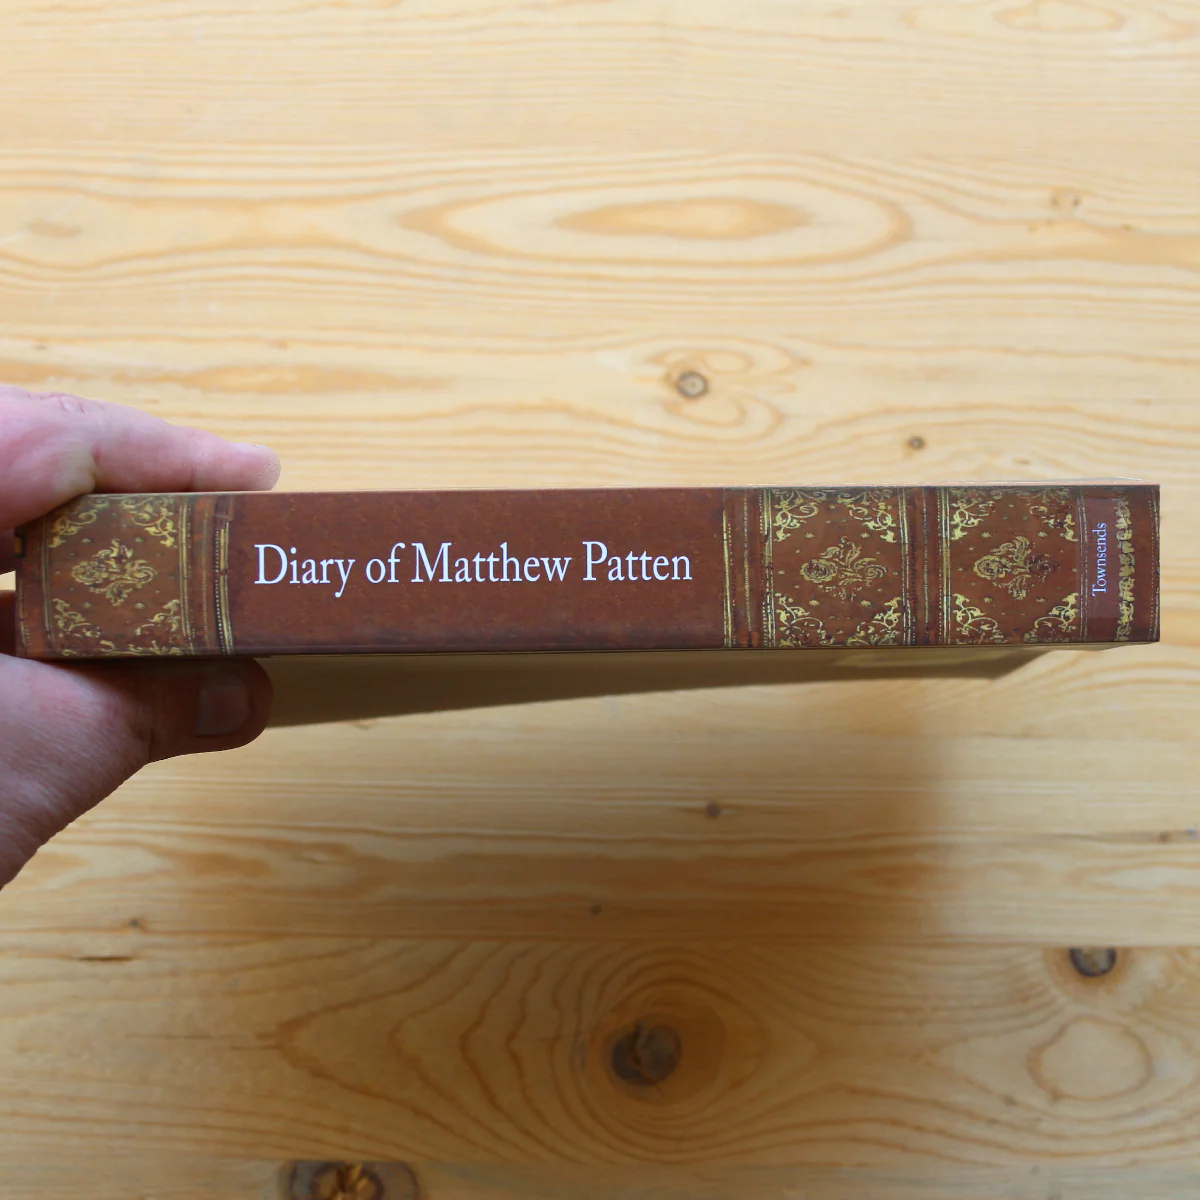 Diary of Matthew Patten
Townsends